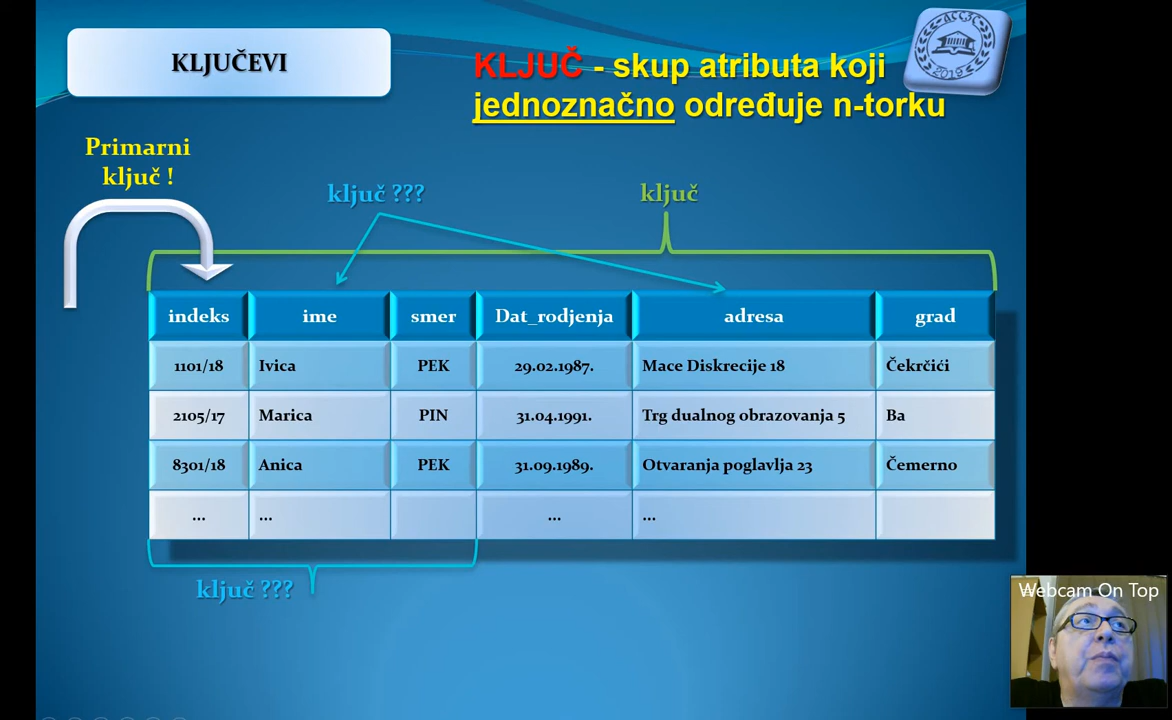 KLJUČEVI
KLJUČ - skup atributa koji
jednoznačno određuje n-torku
АССЗС
2019
Primarni
ključ !
ključ ???
ključ
indeks ime smer Dat_rodjenja adresa grad
1101/18 Ivica PEK 29.02.1987. Mace Diskrecije 18 Čekrčići
2105/17 Marica PIN 31.04.1991. Trg dualnog obrazovanja 5 Ba
8301/18 Anica PEK 31.09.1989. Otvaranja poglavlja 23 Čemerno
... ... ... ...
ključ ???
Webcam On Top